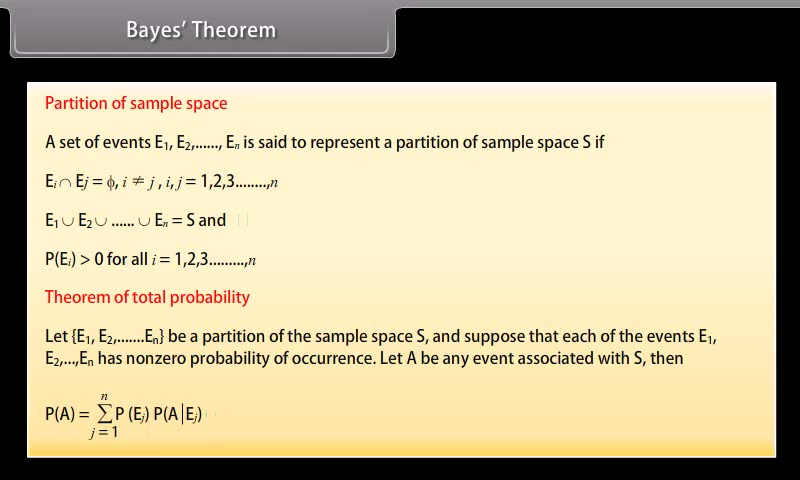 Bayes’ Theorem
Partition of sample space
A set of events E₁, E₂,......, Eₙ is said to represent a partition of sample space S if
Eᵢ ∩ Eⱼ = ϕ, i ≠ j , i, j = 1,2,3........,n
E₁ ∪ E₂ ∪ ...... ∪ Eₙ = S and
P(Eᵢ) > 0 for all i = 1,2,3.........,n
Theorem of total probability
Let {E₁, E₂,.......Eₙ} be a partition of the sample space S, and suppose that each of the events E₁,
E₂,...,Eₙ has nonzero probability of occurrence. Let A be any event associated with S, then
P(A) = n∑j = 1 P (Eⱼ) P(A|Eⱼ)